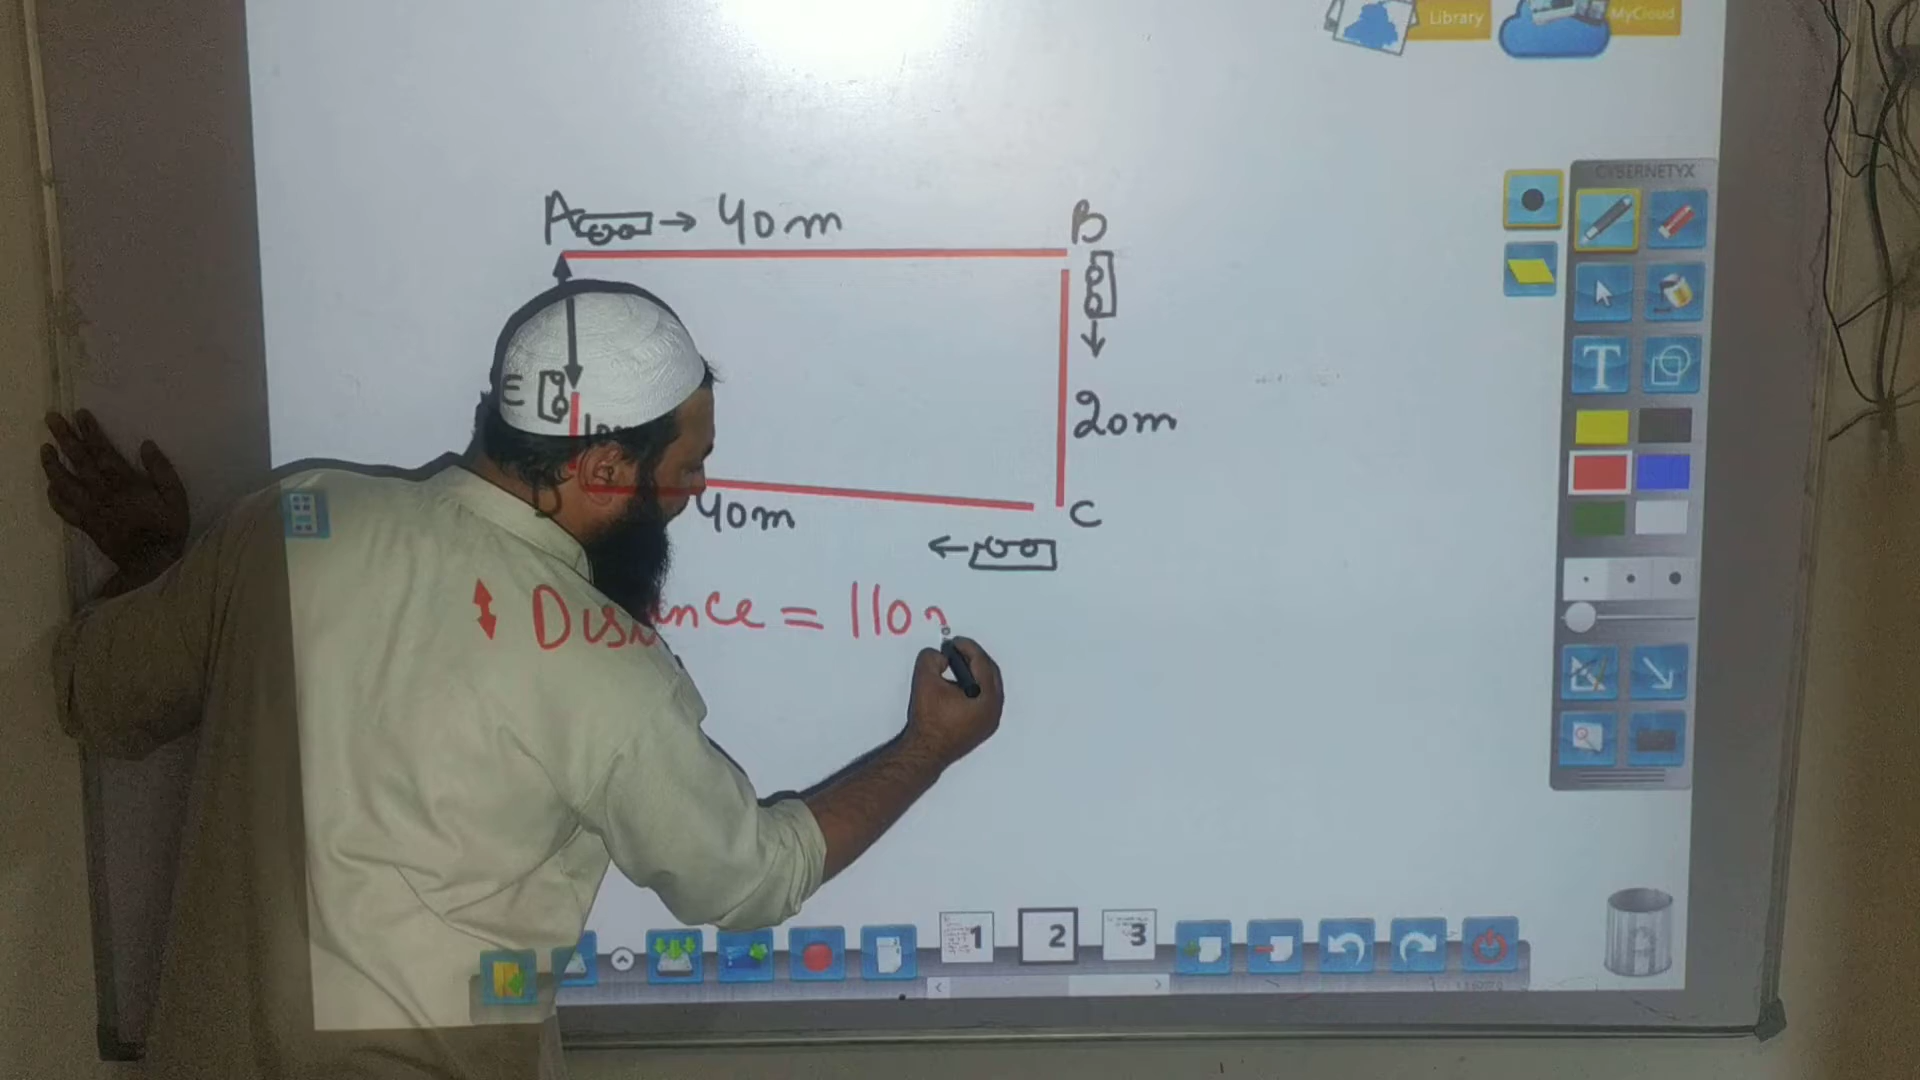 Library
MyCloud
CYBERNETYX
A → 40m B
E
20m
40m
C
Distance = 110
T
1 2 3